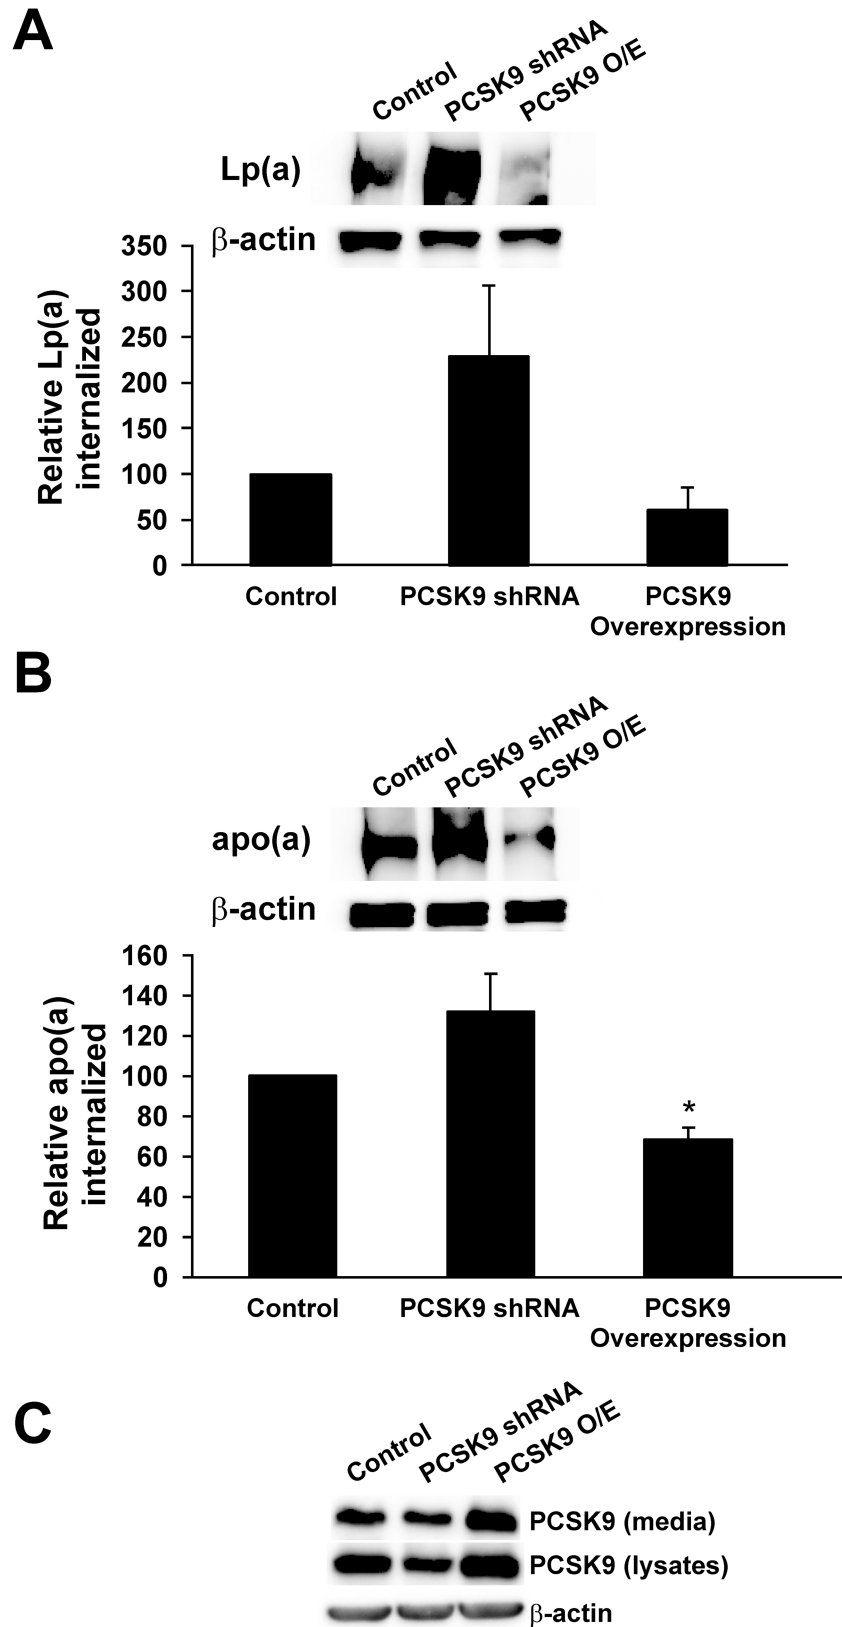 A
Control
PCSK9 shRNA
PCSK9 O/E
Lp(a)
β-actin
350
300
250
200
150
100
50
0
Relative Lp(a)
internalized
Control
PCSK9 shRNA
PCSK9
Overexpression
B
Control
PCSK9 shRNA
PCSK9 O/E
apo(a)
β-actin
160
140
120
100
80
60
40
20
0
Relative apo(a)
internalized
*
Control
PCSK9 shRNA
PCSK9
Overexpression
C
Control
PCSK9 shRNA
PCSK9 O/E
PCSK9 (media)
PCSK9 (lysates)
β-actin